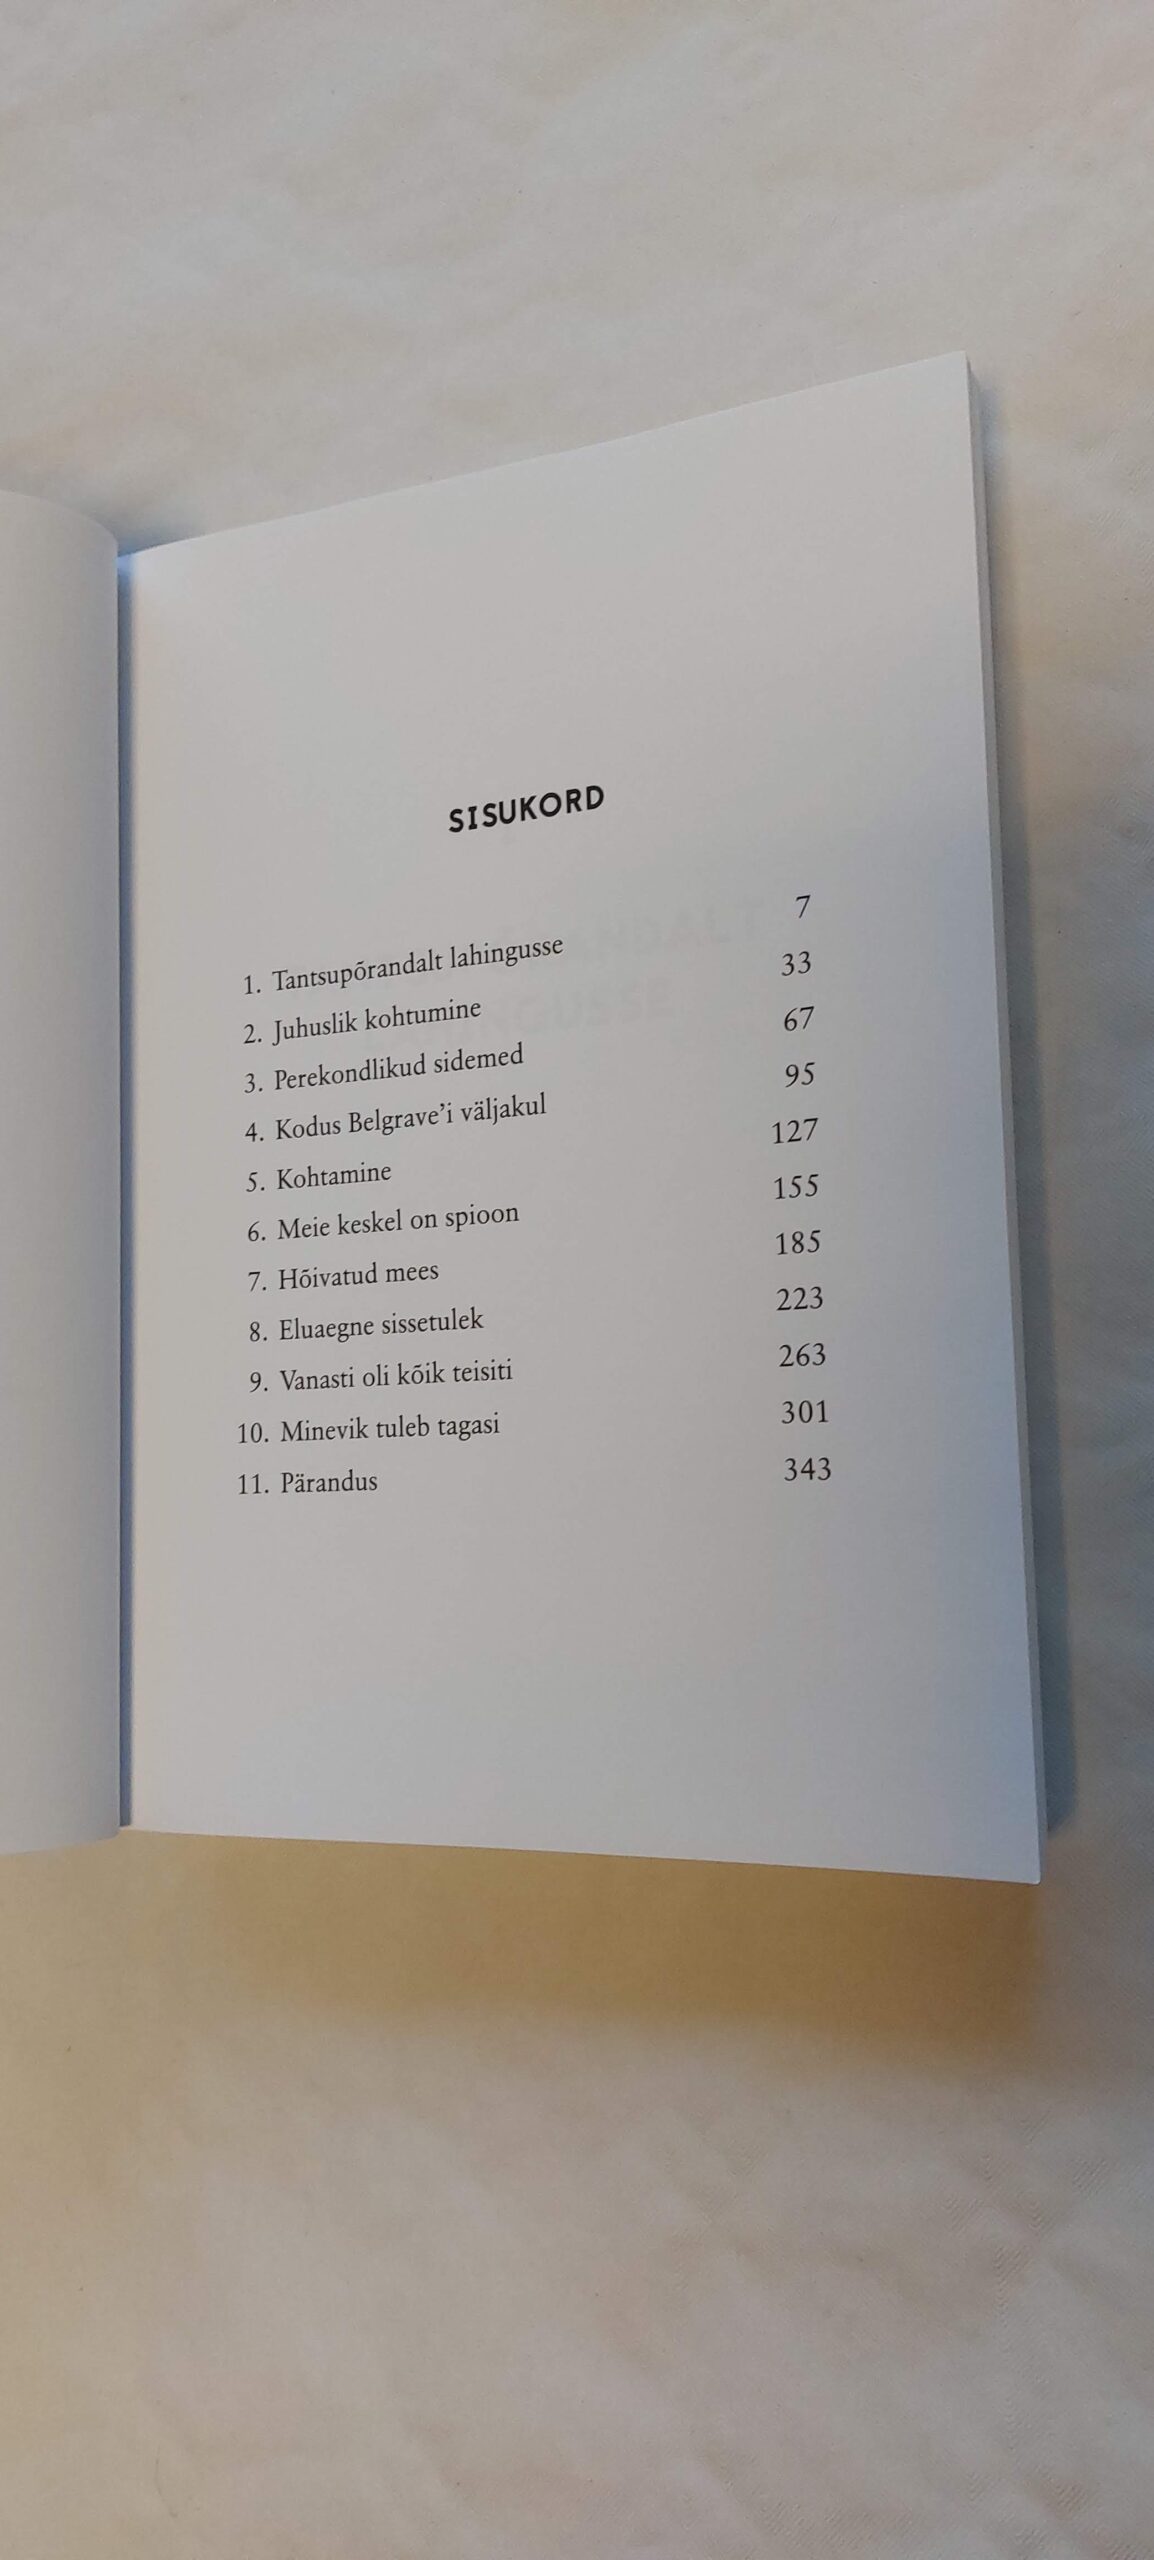 SISUKORD
1. Tantsupõrandalt lahingusse 7
2. Juhuslik kohtumine 33
3. Perekondlikud sidemed 67
4. Kodus Belgrave’i väljakul 95
5. Kohtamine 127
6. Meie keskel on spioon 155
7. Hõivatud mees 185
8. Eluaegne sissetulek 223
9. Vanasti oli kõik teisiti 263
10. Minevik tuleb tagasi 301
11. Pärandus 343